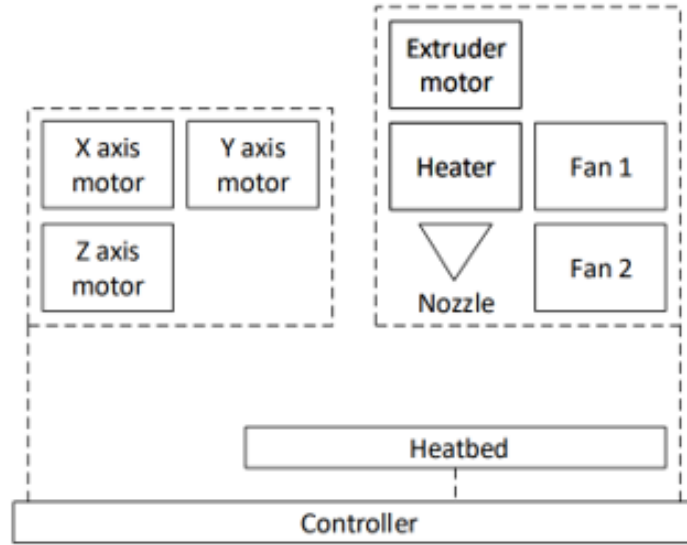 Extruder
motor
X axis
motor
Y axis
motor
Heater
Fan 1
Z axis
motor
Fan 2
Nozzle
Heatbed
Controller